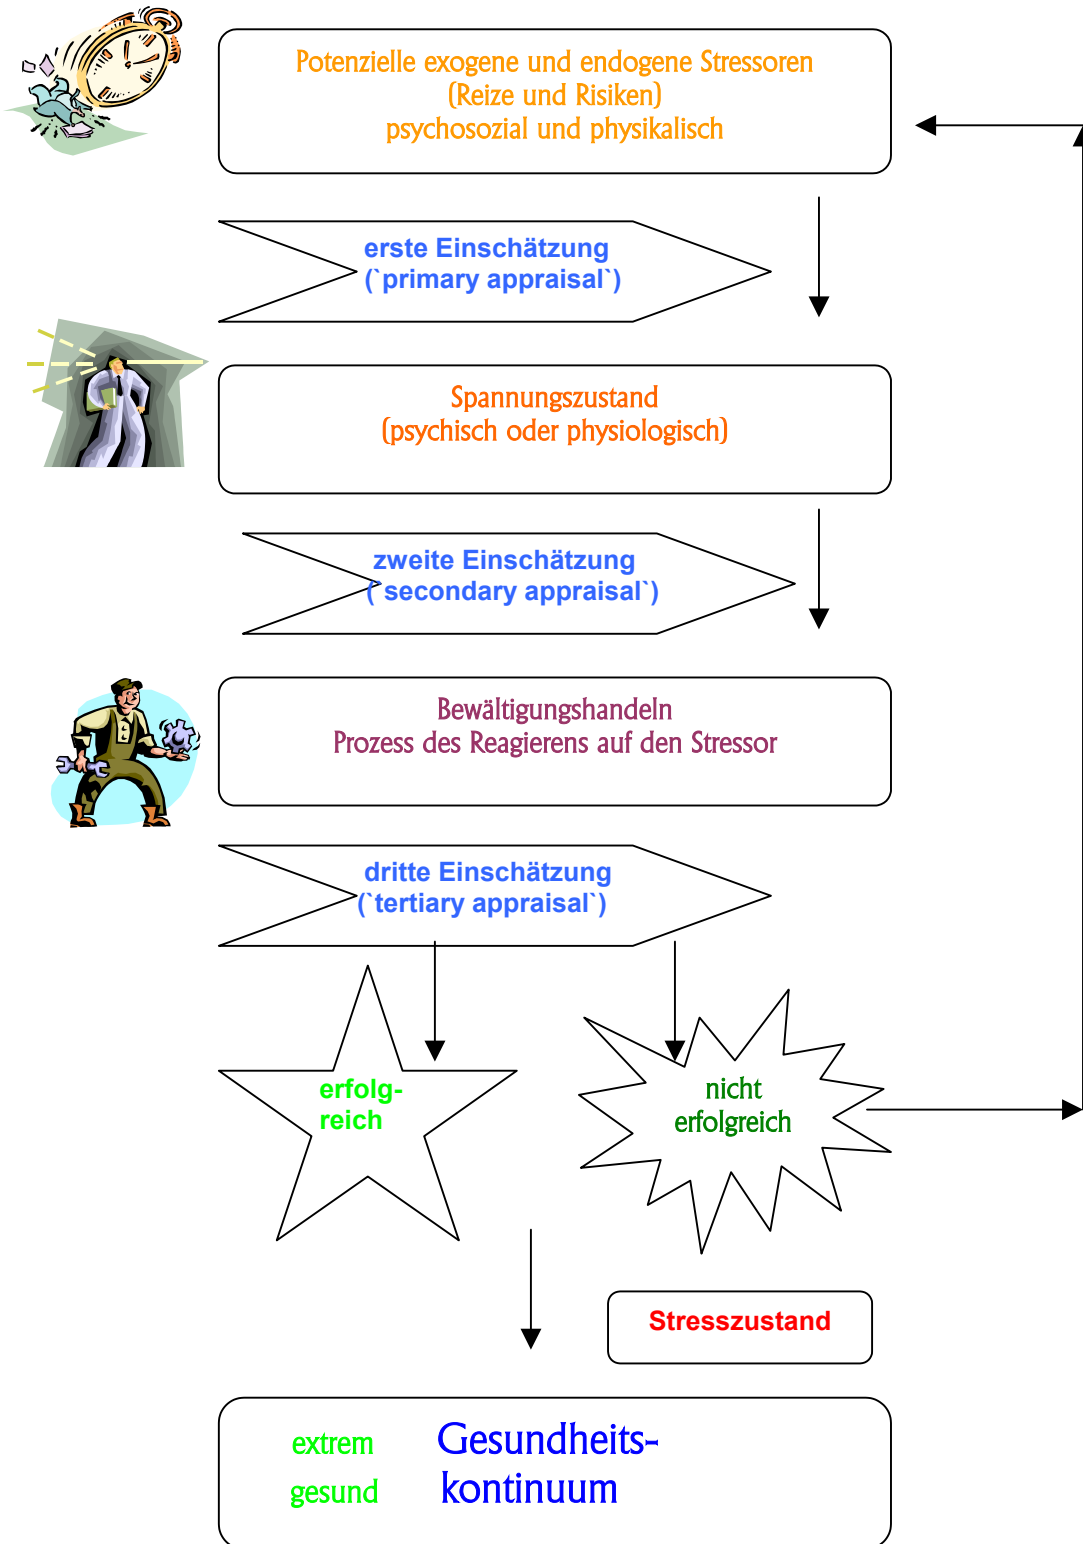 Potenzielle exogene und endogene Stressoren
(Reize und Risiken)
psychosozial und physikalisch
erste Einschätzung
(`primary appraisal`)
Spannungszustand
(psychisch oder physiologisch)
zweite Einschätzung
(`secondary appraisal`)
Bewältigungshandeln
Prozess des Reagierens auf den Stressor
dritte Einschätzung
(`tertiary appraisal`)
erfolg-
reich
nicht
erfolgreich
Stresszustand
extrem Gesundheits-
gesund kontinuum